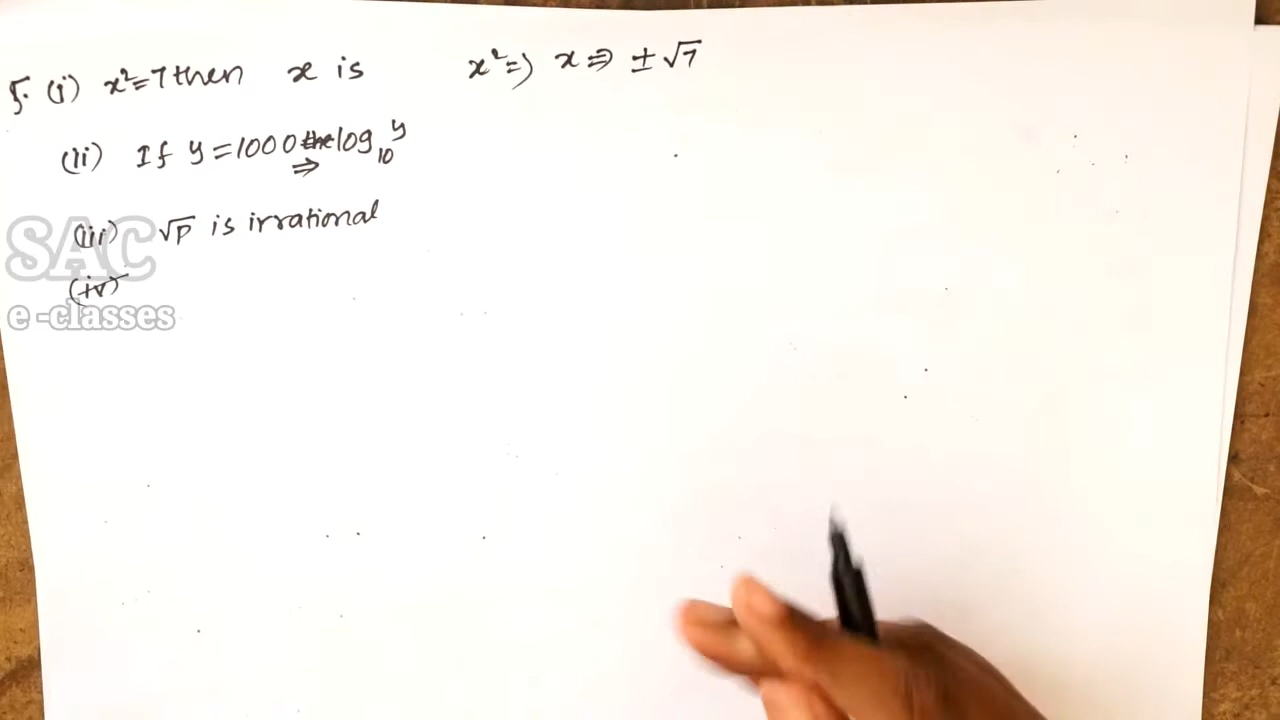 5. (i) x²=7 then x is x² => x => ±√7
(ii) If y = 1000 the log₁₀ y
=>
(iii) √p is irrational
(iv)
SAC
e -classes